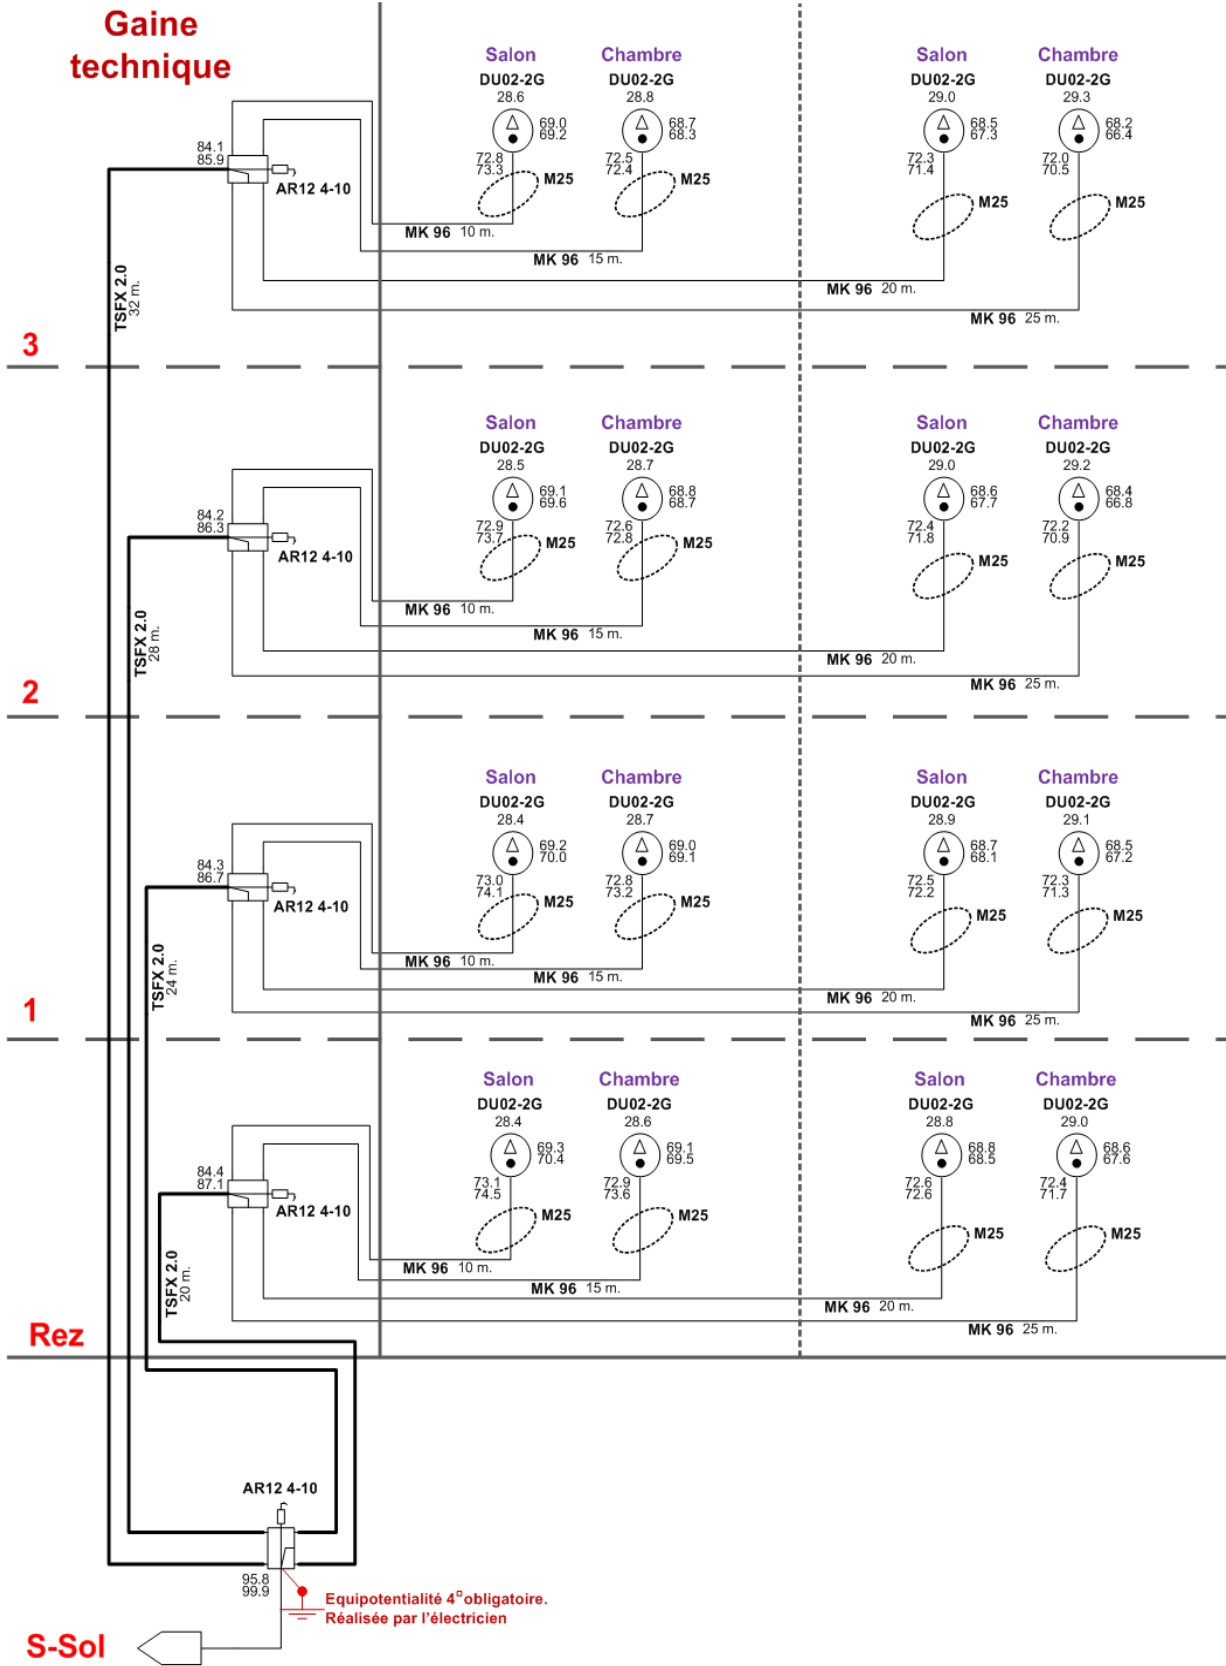 Gaine
technique
Salon
Chambre
Salon
Chambre
DU02-2G
DU02-2G
DU02-2G
DU02-2G
28.6
28.8
29.0
29.3
69.0
69.2
68.7
68.3
68.5
67.3
68.2
66.4
84.1
85.9
72.8
73.3
72.5
72.4
72.3
71.4
72.0
70.5
AR12 4-10
M25
M25
M25
M25
MK 96 10 m.
MK 96 15 m.
MK 96 20 m.
MK 96 25 m.
TSFX 2.0
32 m.
3
Salon
Chambre
Salon
Chambre
DU02-2G
DU02-2G
DU02-2G
DU02-2G
28.5
28.7
29.0
29.2
69.1
69.6
68.8
68.7
68.6
67.7
68.4
66.8
84.2
86.3
72.9
73.7
72.6
72.8
72.4
71.8
72.2
70.9
AR12 4-10
M25
M25
M25
M25
MK 96 10 m.
MK 96 15 m.
MK 96 20 m.
MK 96 25 m.
TSFX 2.0
28 m.
2
Salon
Chambre
Salon
Chambre
DU02-2G
DU02-2G
DU02-2G
DU02-2G
28.4
28.7
28.9
29.1
69.2
70.0
69.0
69.1
68.7
68.1
68.5
67.2
84.3
86.7
73.0
74.1
72.8
73.2
72.5
72.2
72.3
71.3
AR12 4-10
M25
M25
M25
M25
MK 96 10 m.
MK 96 15 m.
MK 96 20 m.
MK 96 25 m.
TSFX 2.0
24 m.
1
Salon
Chambre
Salon
Chambre
DU02-2G
DU02-2G
DU02-2G
DU02-2G
28.4
28.6
28.8
29.0
69.3
70.4
69.1
69.5
68.8
68.5
68.6
67.6
84.4
87.1
73.1
74.5
72.9
73.6
72.6
72.6
72.4
71.7
AR12 4-10
M25
M25
M25
M25
MK 96 10 m.
MK 96 15 m.
MK 96 20 m.
MK 96 25 m.
TSFX 2.0
20 m.
Rez
AR12 4-10
95.8
99.9
Equipotentialité 4□ obligatoire.
Réalisée par l'électricien
S-Sol